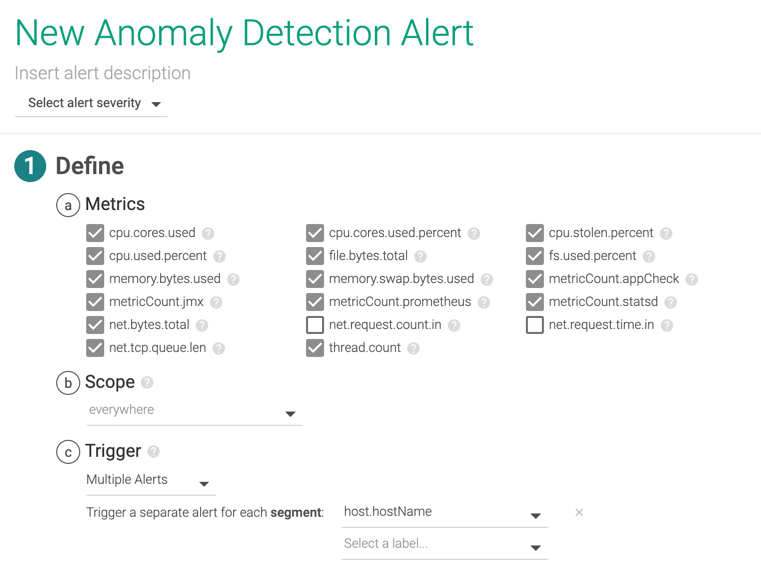 New Anomaly Detection Alert
Insert alert description
Select alert severity
1 Define
a Metrics
cpu.cores.used ? cpu.cores.used.percent ? cpu.stolen.percent ?
cpu.used.percent ? file.bytes.total ? fs.used.percent ?
memory.bytes.used ? memory.swap.bytes.used ? metricCount.appCheck ?
metricCount.jmx ? metricCount.prometheus ? metricCount.statsd ?
net.bytes.total ? net.request.count.in ? net.request.time.in ?
net.tcp.queue.len ? thread.count ?
b Scope ?
everywhere
c Trigger ?
Multiple Alerts
Trigger a separate alert for each segment: host.hostName ×
Select a label...